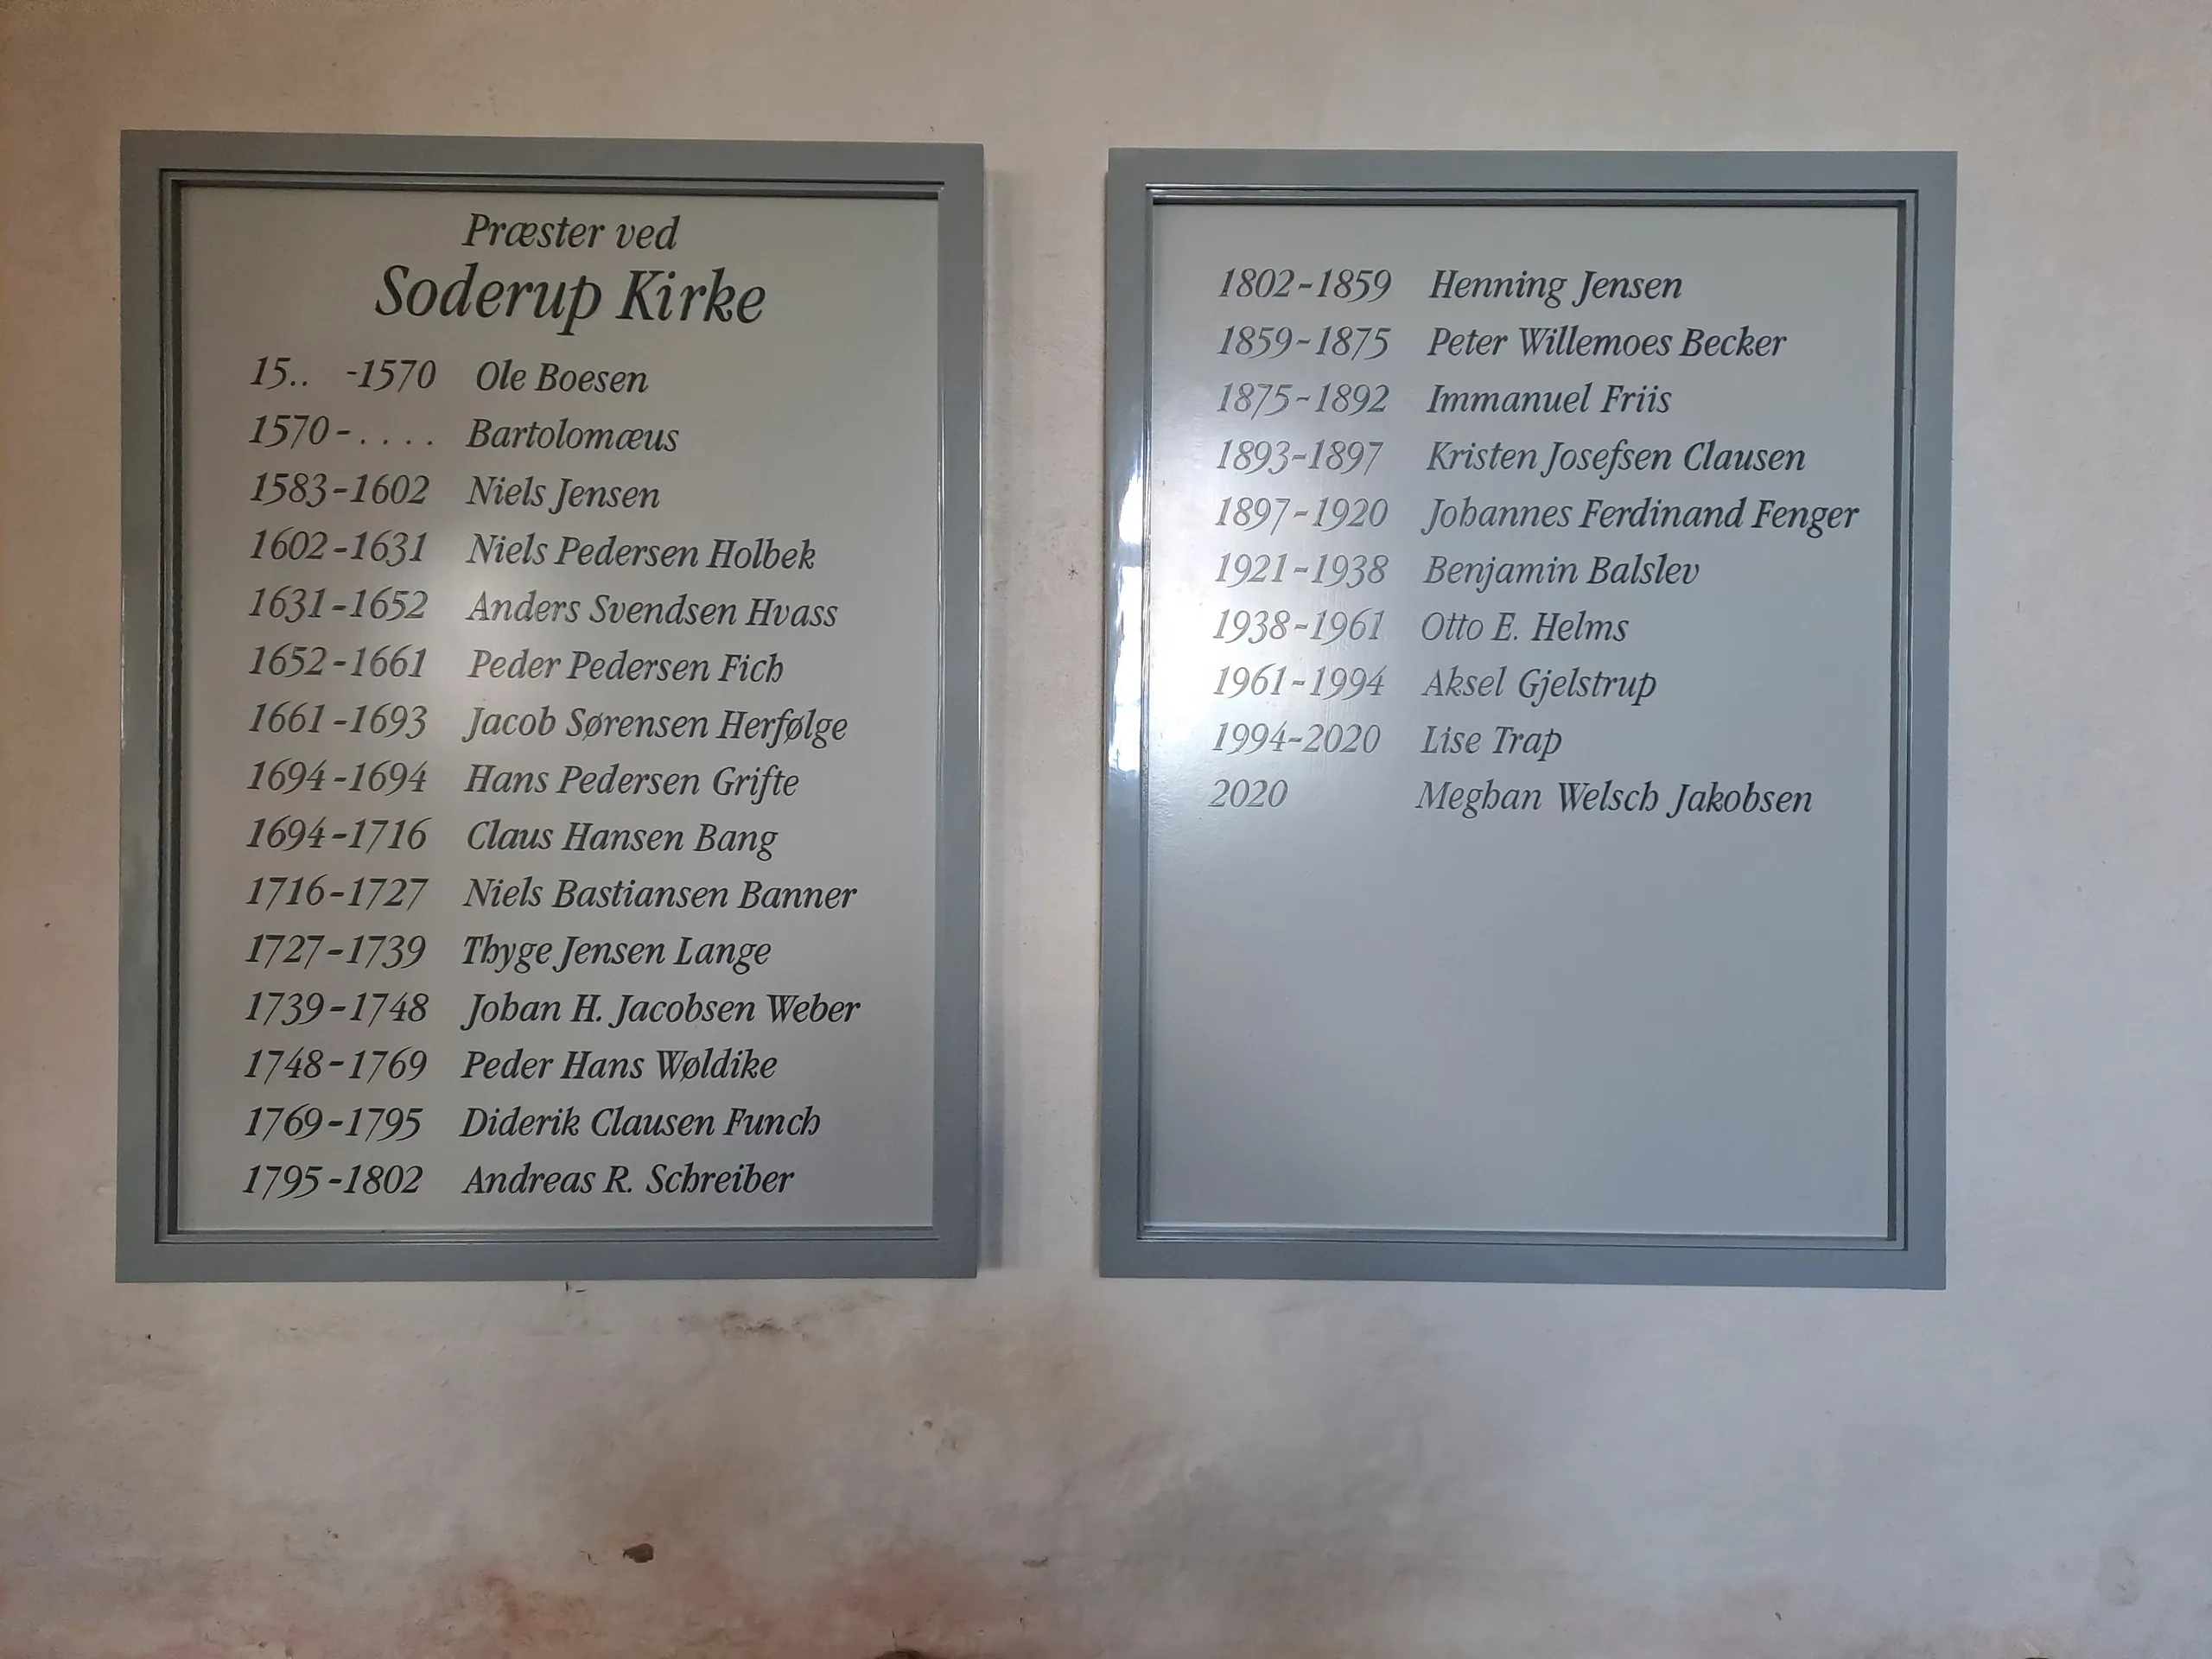 Præster ved
Soderup Kirke
15.. -1570 Ole Boesen
1570-.... Bartolomæus
1583-1602 Niels Jensen
1602-1631 Niels Pedersen Holbek
1631-1652 Anders Svendsen Hvass
1652-1661 Peder Pedersen Fich
1661-1693 Jacob Sørensen Herfølge
1694-1694 Hans Pedersen Grifte
1694-1716 Claus Hansen Bang
1716-1727 Niels Bastiansen Banner
1727-1739 Thyge Jensen Lange
1739-1748 Johan H. Jacobsen Weber
1748-1769 Peder Hans Wøldike
1769-1795 Diderik Clausen Funch
1795-1802 Andreas R. Schreiber
1802-1859 Henning Jensen
1859-1875 Peter Willemoes Becker
1875-1892 Immanuel Friis
1893-1897 Kristen Josefsen Clausen
1897-1920 Johannes Ferdinand Fenger
1921-1938 Benjamin Balslev
1938-1961 Otto E. Helms
1961-1994 Aksel Gjelstrup
1994-2020 Lise Trap
2020 Meghan Welsch Jakobsen